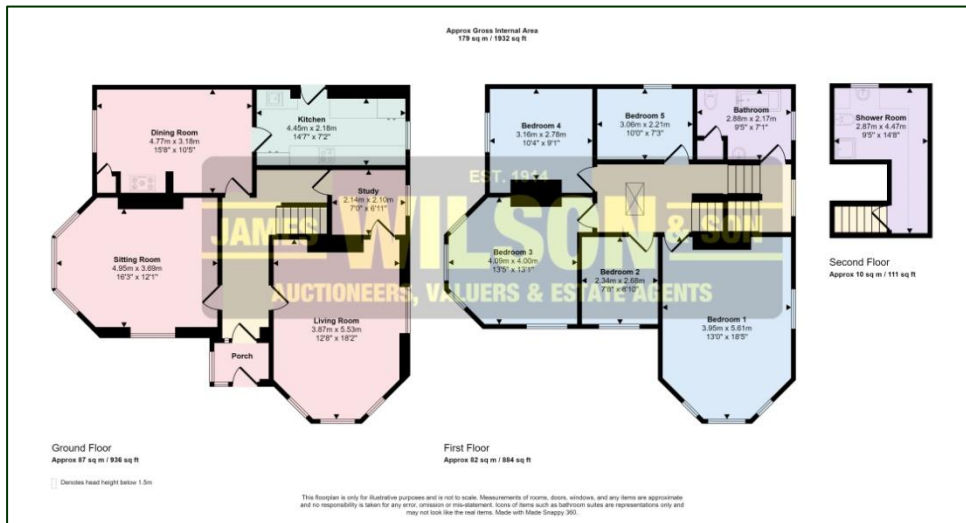 Approx Gross Internal Area
179 sq m / 1932 sq ft
Dining Room
4.77m x 3.18m
15'8" x 10'5"
Kitchen
4.45m x 2.18m
14'7" x 7'2"
Study
2.14m x 2.10m
7'0" x 6'11"
Sitting Room
4.95m x 3.69m
16'3" x 12'1"
Living Room
3.87m x 5.53m
12'8" x 18'2"
Porch
Ground Floor
Approx 87 sq m / 936 sq ft
Denotes head height below 1.5m
Bedroom 4
3.16m x 2.78m
10'4" x 9'1"
Bedroom 5
3.06m x 2.21m
10'0" x 7'3"
Bathroom
2.88m x 2.17m
9'5" x 7'1"
Bedroom 3
4.09m x 4.00m
13'5" x 13'1"
Bedroom 2
2.34m x 2.68m
7'8" x 8'10"
Bedroom 1
3.95m x 5.61m
13'0" x 18'5"
First Floor
Approx 82 sq m / 884 sq ft
Shower Room
2.87m x 4.47m
9'5" x 14'8"
Second Floor
Approx 10 sq m / 111 sq ft
EST. 1914
JAMES WILSON & SON
AUCTIONEERS, VALUERS & ESTATE AGENTS
This floorplan is only for illustrative purposes and is not to scale. Measurements of rooms, doors, windows, and any items are approximate
and no responsibility is taken for any error, omission or mis-statement. Icons of items such as bathroom suites are representations only and
may not look like the real items. Made with Made Snappy 360.